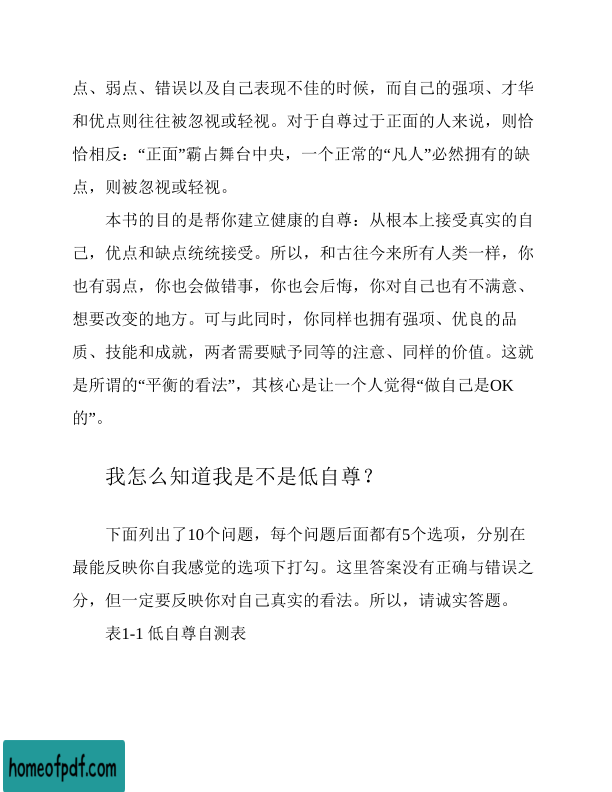 点、弱点、错误以及自己表现不佳的时候，而自己的强项、才华
和优点则往往被忽视或轻视。对于自尊过于正面的人来说，则恰
恰相反：“正面”霸占舞台中央，一个正常的“凡人”必然拥有的缺
点，则被忽视或轻视。
本书的目的是帮你建立健康的自尊：从根本上接受真实的自
己，优点和缺点统统接受。所以，和古往今来所有人类一样，你
也有弱点，你也会做错事，你也会后悔，你对自己也有不满意、
想要改变的地方。可与此同时，你同样也拥有强项、优良的品
质、技能和成就，两者需要赋予同等的注意、同样的价值。这就
是所谓的“平衡的看法”，其核心是让一个人觉得“做自己是OK
的”。
我怎么知道我是不是低自尊？
下面列出了10个问题，每个问题后面都有5个选项，分别在
最能反映你自我感觉的选项下打勾。这里答案没有正确与错误之
分，但一定要反映你对自己真实的看法。所以，请诚实答题。
表1-1 低自尊自测表
homeofpdf.com